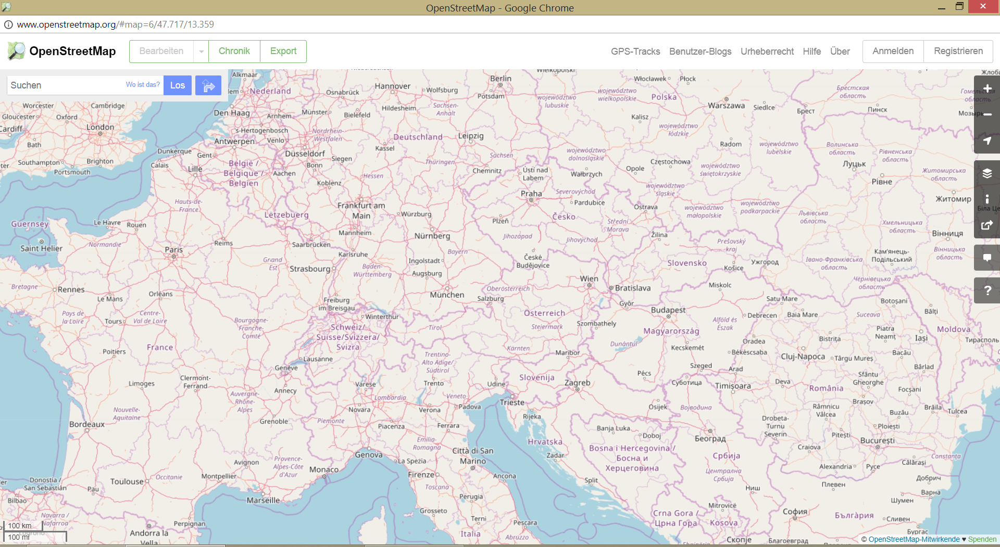 OpenStreetMap - Google Chrome
www.openstreetmap.org/#map=6/47.717/13.359
OpenStreetMap
Bearbeiten
Chronik
Export
GPS-Tracks
Benutzer-Blogs
Urheberrecht
Hilfe
Über
Anmelden
Registrieren
Suchen
Wo ist das?
Los
Alkmaar
Nederland
Hannover
Wolfsburg
Berlin
Potsdam
Wielkopolski
Włocławek
Płock
Osnabrück
Worcester
Cambridge
Gloucester
Oxford
London
Cardiff
Bath
Den Haag
Arnhem
Münster
Bielefeld
Hildesheim
Sachsen-
Anhalt
województwo
lubuskie
województwo
wielkopolskie
Polska
Warszawa
Siedlce
Брест
Брестская
область
Пинск
Гомельская
область
Мозырь
's-Hertogenbosch
Antwerpen
Venlo
Nordrhein-
Westfalen
Kassel
Deutschland
Leipzig
Kalisz
województwo
łódzkie
Radom
województwo
lubelskie
Волинська
область
Рівненська
область
Southampton
Brighton
Portsmouth
Dunkerque
Calais
Gent
Lille
België /
Belgique /
Belgien
Düsseldorf
Bonn
Siegen
Aachen
Koblenz
Hessen
Thüringen
Sachsen
Chemnitz
Ústí nad
Labem
województwo
dolnośląskie
Wałbrzych
Opole
Częstochowa
województwo
świętokrzyskie
Луцьк
Рівне
Житомирська
область
Житомир
Hauts-de-
France
Lëtzebuerg
Frankfurt am
Main
Würzburg
Praha
Severovýchod
Pardubice
województwo
śląskie
Ostrava
województwo
małopolskie
województwo
podkarpackie
Львівська
область
Хмельницька
область
Біла Це
Вінниця
Guernsey
Saint Helier
Le Havre
Rouen
Normandie
Reims
Paris
Saarbrücken
Mannheim
Karlsruhe
Nürnberg
Plzeň
Česko
Střední
Morava
Jihozápad
Jihovýchod
Žilina
Prešovský
kraj
Slovensko
Košice
Ужгород
Івано-Франківська
область
Кам'янець-
Подільський
Вінницька
область
Grand
Est
Strasbourg
Baden-
Württemberg
Ingolstadt
Bayern
Augsburg
České
Budějovice
Bretagne
Rennes
Le Mans
Orléans
Freiburg
im Breisgau
München
Salzburg
Oberösterreich
Wien
Bratislava
Győr
Miskolc
Satu Mare
Чернівецька
область
Botoșani
Pays de
la Loire
Tours
Centre-
Val de Loire
Bourgogne-
Franche-
Comté
Winterthur
Schweiz/
Suisse/Svizzera/
Svizra
Tirol
Österreich
Steiermark
Szombathely
Budapest
Magyarország
Alföld és
Észak
Debrecen
Baia Mare
Suceava
Bălți
Moldova
Poitiers
France
Lausanne
Genève
Kärnten
Maribor
Dunántúl
Kecskemét
Oradea
Békéscsaba
Bistrița
Piatra
Neamț
Iași
Тирасполь
Cluj-Napoca
Târgu Mureș
Bacău
Limoges
Clermont-
Ferrand
Annecy
Varese
Trentino-
Alto Adige/
Südtirol
Trento
Udine
Slovenija
Zagreb
Pécs
Szeged
Arad
Суботица
Timișoara
Deva
România
Sfântu
Gheorghe
Bârlad
Focșani
Nouvelle-
Aquitaine
Auvergne-
Rhône-
Alpes
Lombardia
Veneto
Novara
Verona
Padova
Trieste
Rijeka
Osijek
Војводина
Râmnicu
Vâlcea
Brașov
Buzău
Brăila
Tulcea
Bordeaux
Grenoble
Piemonte
Piacenza
Ferrara
Emilia-
Romagna
Banja Luka
Doboj
Београд
Drobeta-
Turnu
Severin
Pitești
Ploiești
București
Hrvatska
Bosna i Hercegovina /
Босна и
Херцеговина
Србија
Craiova
Călărași
Constanța
Avignon
Provence-
Alpes-Côte
d'Azur
Genova
La Spezia
Città di San
Marino
Zadar
Централна
Србија
Alexandria
Русе
Добрич
Donostia /
San Sebastián
Toulouse
Occitanie
Montpellier
Monaco
Firenze
Ancona
Split
Ниш
Плевен
Варна
Bilbao
Pau
Marseille
Toscana
Perugia
Шумен
Navarra /
Nafarroa
Perpignan
Grosseto
Terni
Pescara
Crna Gora /
Црна Гора
Mitrovicë
Kosova
София
България
Сливен
Бургас
Logroño
Andorra la
Vella
Italia
Abruzzo
Shqipëria
Скопје
Благоевград
Пловдив
100 km
100 mi
© OpenStreetMap-Mitwirkende ♥ Spenden